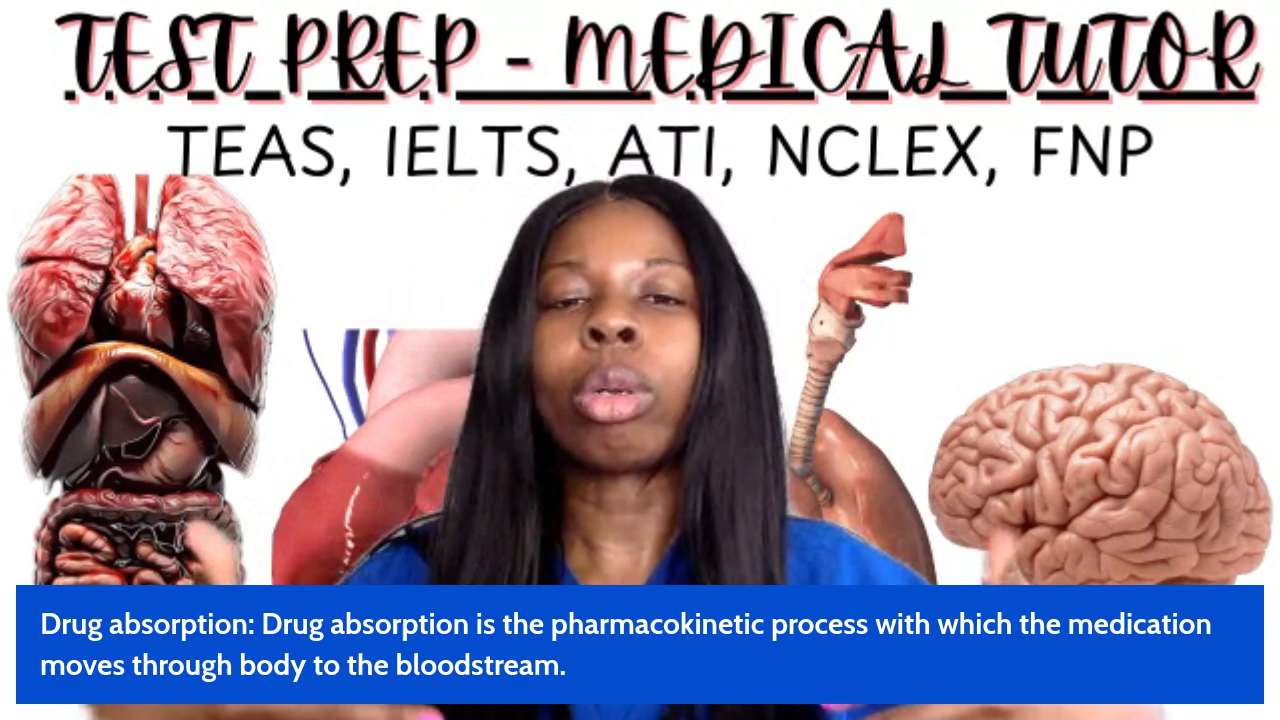 TEST PREP - MEDICAL TUTOR
TEAS, IELTS, ATI, NCLEX, FNP
Drug absorption: Drug absorption is the pharmacokinetic process with which the medication
moves through body to the bloodstream.